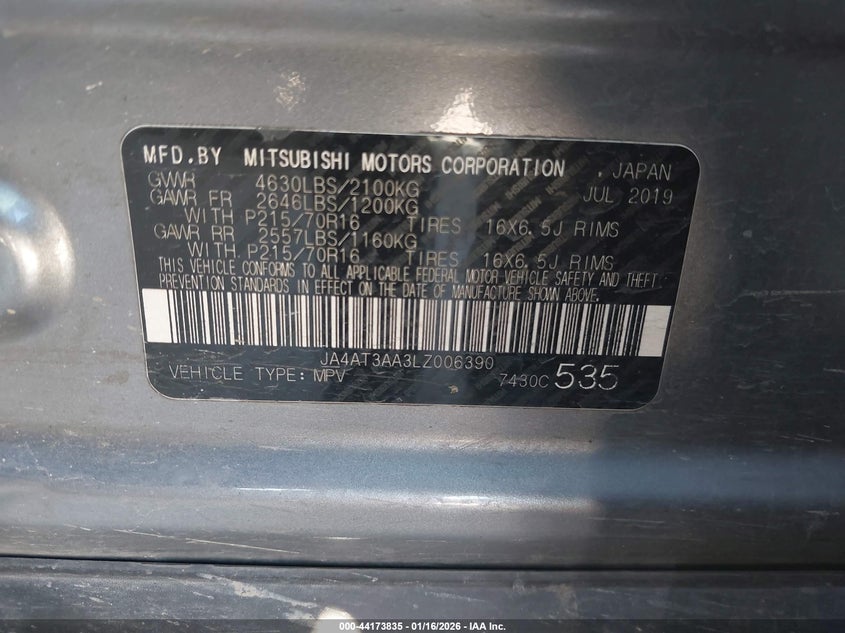 MFD.BY MITSUBISHI MOTORS CORPORATION , JAPAN
GVWR 4630LBS/2100KG JUL 2019
GAWR FR 2646LBS/1200KG
WITH P215/70R16 TIRES 16X6.5J RIMS
GAWR RR 2557LBS/1160KG
WITH P215/70R16 TIRES 16X6.5J RIMS
THIS VEHICLE CONFORMS TO ALL APPLICABLE FEDERAL MOTOR VEHICLE SAFETY AND THEFT
PREVENTION STANDARDS IN EFFECT ON THE DATE OF MANUFACTURE SHOWN ABOVE.
JA4AT3AA3LZ006390
VEHICLE TYPE: MPV 7430C 535
000-44173835 - 01/16/2026 - IAA Inc.